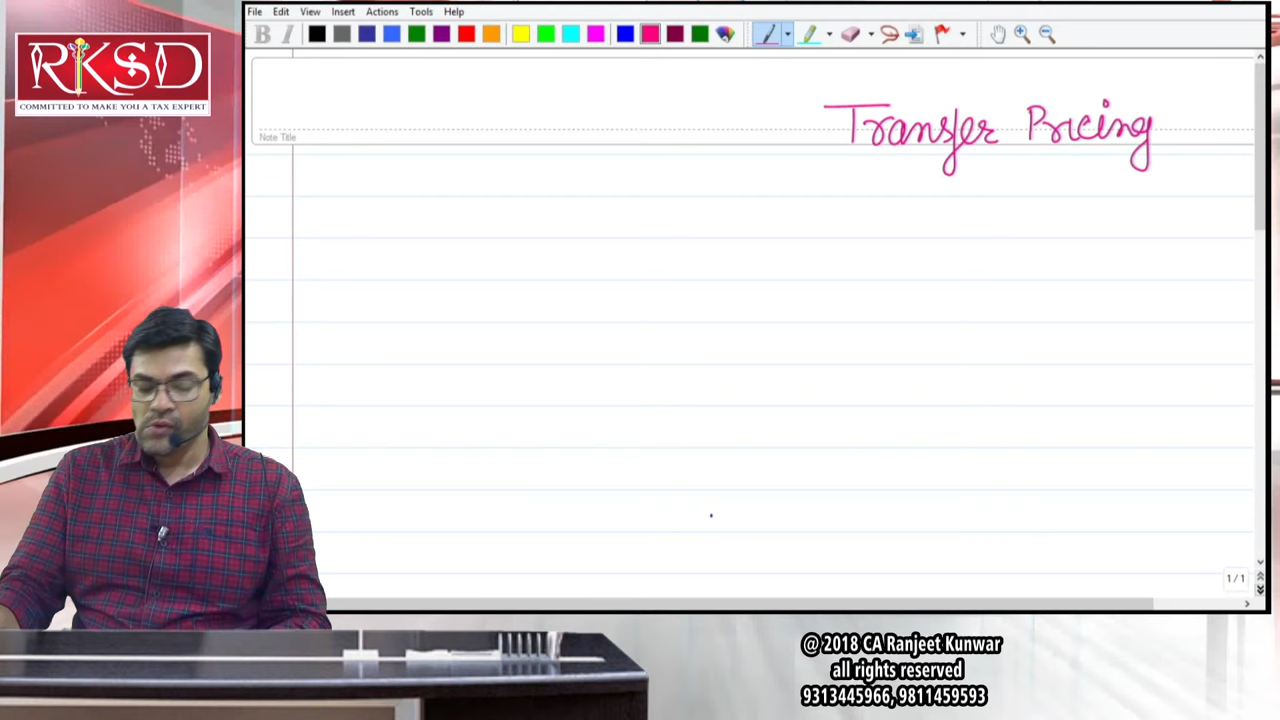 File Edit View Insert Actions Tools Help
B I
RKSD
COMMITTED TO MAKE YOU A TAX EXPERT
Transfer Pricing
Note Title
1/1
@ 2018 CA Ranjeet Kunwar
all rights reserved
9313445966, 9811459593